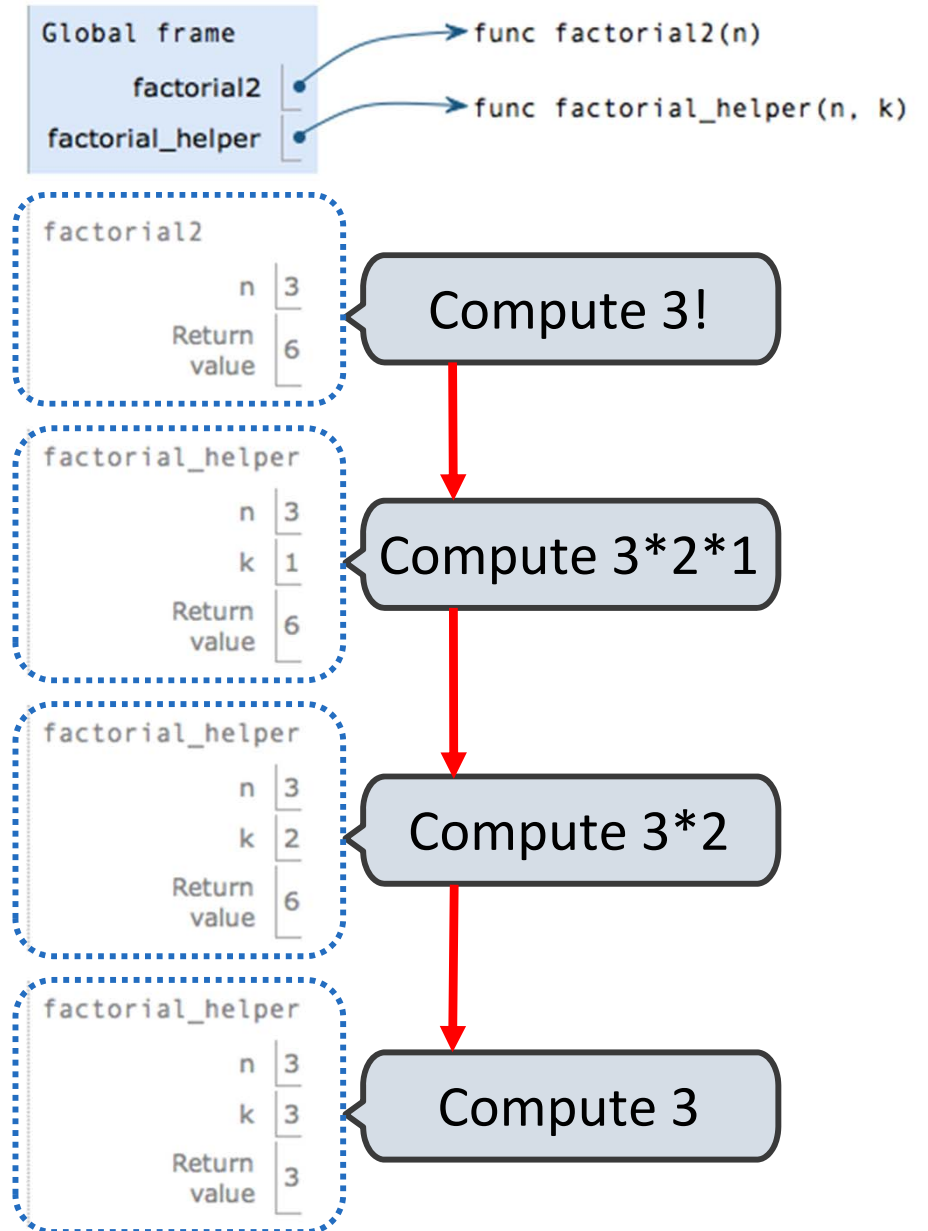 Global frame
func factorial2(n)
factorial2
func factorial_helper(n, k)
factorial_helper
factorial2
n 3
Return
value 6
Compute 3!
factorial_helper
n 3
k 1
Return
value 6
Compute 3*2*1
factorial_helper
n 3
k 2
Return
value 6
Compute 3*2
factorial_helper
n 3
k 3
Return
value 3
Compute 3